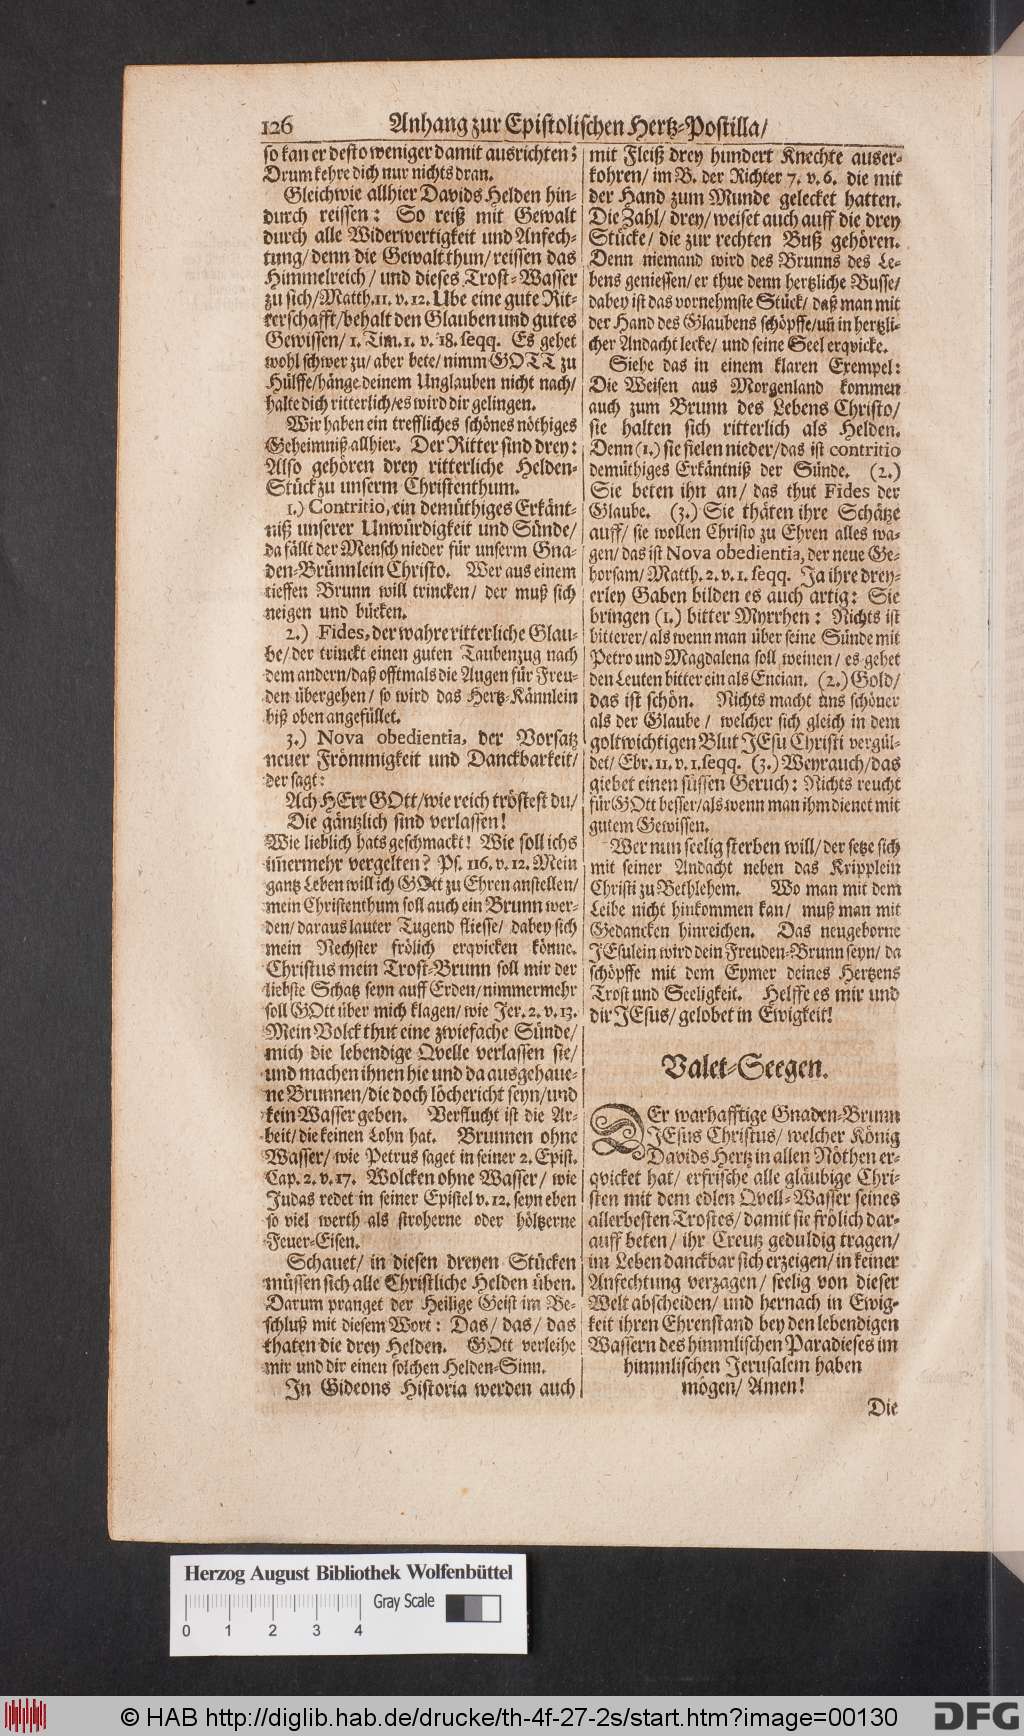 126 Anhang zur Epistolischen Hertz-Postilla/
so kan er desto weniger damit ausrichten;
Drum kehre dich nur nichts dran.
Gleichwie allhier Davids Helden hin-
durch reissen: So reiß mit Gewalt
durch alle Widerwertigkeit und Anfech-
tung/ denn die Gewalt thun/ reissen das
Himmelreich/ und dieses Trost-Wasser
zu sich/ Matth. 11. v. 12. Ube eine gute Rit-
terschafft/ behalt den Glauben und gutes
Gewissen/ 1. Tim. 1. v. 18. seqq. Es gehet
wohl schwer zu/ aber bete/ nimm GOTT zu
Hülffe/ hänge deinem Unglauben nicht nach/
halte dich ritterlich/ es wird dir gelingen.
Wir haben ein treffliches schönes nöthiges
Geheimniß allhier. Der Ritter sind drey:
Also gehören drey ritterliche Helden-
Stück zu unserm Christenthum.
1.) Contritio, ein demüthiges Erkänt-
niß unserer Unwürdigkeit und Sünde/
da fällt der Mensch nieder für unserm Gna-
den-Brünnlein Christo. Wer aus einem
tieffen Brunn will trincken/ der muß sich
neigen und bücken.
2.) Fides, der wahre ritterliche Glau-
be/ der trinckt einen guten Taubenzug nach
dem andern/ daß offtmals die Augen für Freu-
den übergehen/ so wird das Hertz-Kännlein
biß oben angefüllet.
3.) Nova obedientia, der Vorsatz
neuer Frömmigkeit und Danckbarkeit/
der sagt:
Ach HErr GOtt/ wie reich tröstest du/
Die gäntzlich sind verlassen!
Wie lieblich hats geschmackt! Wie soll ichs
im̃ermehr vergelten? Ps. 116. v. 12. Mein
gantz Leben will ich GOtt zu Ehren anstellen/
mein Christenthum soll auch ein Brunn wer-
den/ daraus lauter Tugend fliesse/ dabey sich
mein Nechster frölich erqvicken könne.
Christus mein Trost-Brunn soll mir der
liebste Schatz seyn auff Erden/ nimmermehr
soll GOtt über mich klagen/ wie Jer. 2. v. 13.
Mein Volck thut eine zwiefache Sünde/
mich die lebendige Qvelle verlassen sie/
und machen ihnen hie und da ausgehaue-
ne Brunnen/ die doch löchericht seyn/ und
kein Wasser geben. Verflucht ist die Ar-
beit/ die keinen Lohn hat. Brunnen ohne
Wasser/ wie Petrus saget in seiner 2. Epist.
Cap. 2. v. 17. Wolcken ohne Wasser/ wie
Judas redet in seiner Epistel v. 12. seyn eben
so viel werth als stroherne oder höltzerne
Feuer-Eisen.
Schauet/ in diesen dreyen Stücken
müssen sich alle Christliche Helden üben.
Darum pranget der Heilige Geist im Be-
schluß mit diesem Wort: Das/ das/ das
thaten die drey Helden. GOtt verleihe
mir und dir einen solchen Helden-Sinn.
In Gideons Historia werden auch
mit Fleiß drey hundert Knechte auser-
kohren/ im B. der Richter 7. v. 6. die mit
der Hand zum Munde gelecket hatten.
Die Zahl/ drey/ weiset auch auff die drey
Stücke/ die zur rechten Buß gehören.
Denn niemand wird des Brunns des Le-
bens geniessen/ er thue denn hertzliche Busse/
dabey ist das vornehmste Stück/ daß man mit
der Hand des Glaubens schöpffe/ uñ in hertzli-
cher Andacht lecke/ und seine Seel erqvicke.
Siehe das in einem klaren Exempel:
Die Weisen aus Morgenland kommen
auch zum Brunn des Lebens Christo/
sie halten sich ritterlich als Helden.
Denn (1.) sie fielen nieder/ das ist contritio
demüthiges Erkäntniß der Sünde. (2.)
Sie beten ihn an/ das thut Fides der
Glaube. (3.) Sie thäten ihre Schätze
auff/ sie wollen Christo zu Ehren alles wa-
gen/ das ist Nova obedientia, der neue Ge-
horsam/ Matth. 2. v. 1. seqq. Ja ihre drey-
erley Gaben bilden es auch artig: Sie
bringen (1.) bitter Myrrhen: Nichts ist
bitterer/ als wenn man über seine Sünde mit
Petro und Magdalena soll weinen/ es gehet
den Leuten bitter ein als Encian. (2.) Gold/
das ist schön. Nichts macht uns schöner
als der Glaube/ welcher sich gleich in dem
goltwichtigen Blut JEsu Christi vergül-
det/ Ebr. 11. v. 1. seqq. (3.) Weyrauch/ das
giebet einen süssen Geruch: Nichts reucht
für GOtt besser/ als wenn man ihm dienet mit
gutem Gewissen.
Wer nun seelig sterben will/ der setze sich
mit seiner Andacht neben das Kripplein
Christi zu Bethlehem. Wo man mit dem
Leibe nicht hinkommen kan/ muß man mit
Gedancken hinreichen. Das neugeborne
JEsulein wird dein Freuden-Brunn seyn/ da
schöpffe mit dem Eymer deines Hertzens
Trost und Seeligkeit. Helffe es mir und
dir JEsus/ gelobet in Ewigkeit!
Valet-Seegen.
DEr warhafftige Gnaden-Brunn
JEsus Christus/ welcher König
Davids Hertz in allen Nöthen er-
qvicket hat/ erfrische alle gläubige Chri-
sten mit dem edlen Qvell-Wasser seines
allerbesten Trostes/ damit sie frölich dar-
auff beten/ ihr Creutz geduldig tragen/
im Leben danckbar sich erzeigen/ in keiner
Anfechtung verzagen/ seelig von dieser
Welt abscheiden/ und hernach in Ewig-
keit ihren Ehrenstand bey den lebendigen
Wassern des himmlischen Paradieses im
himmlischen Jerusalem haben
mögen/ Amen!
Die
Herzog August Bibliothek Wolfenbüttel
Gray Scale
0 1 2 3 4
© HAB http://diglib.hab.de/drucke/th-4f-27-2s/start.htm?image=00130
DFG